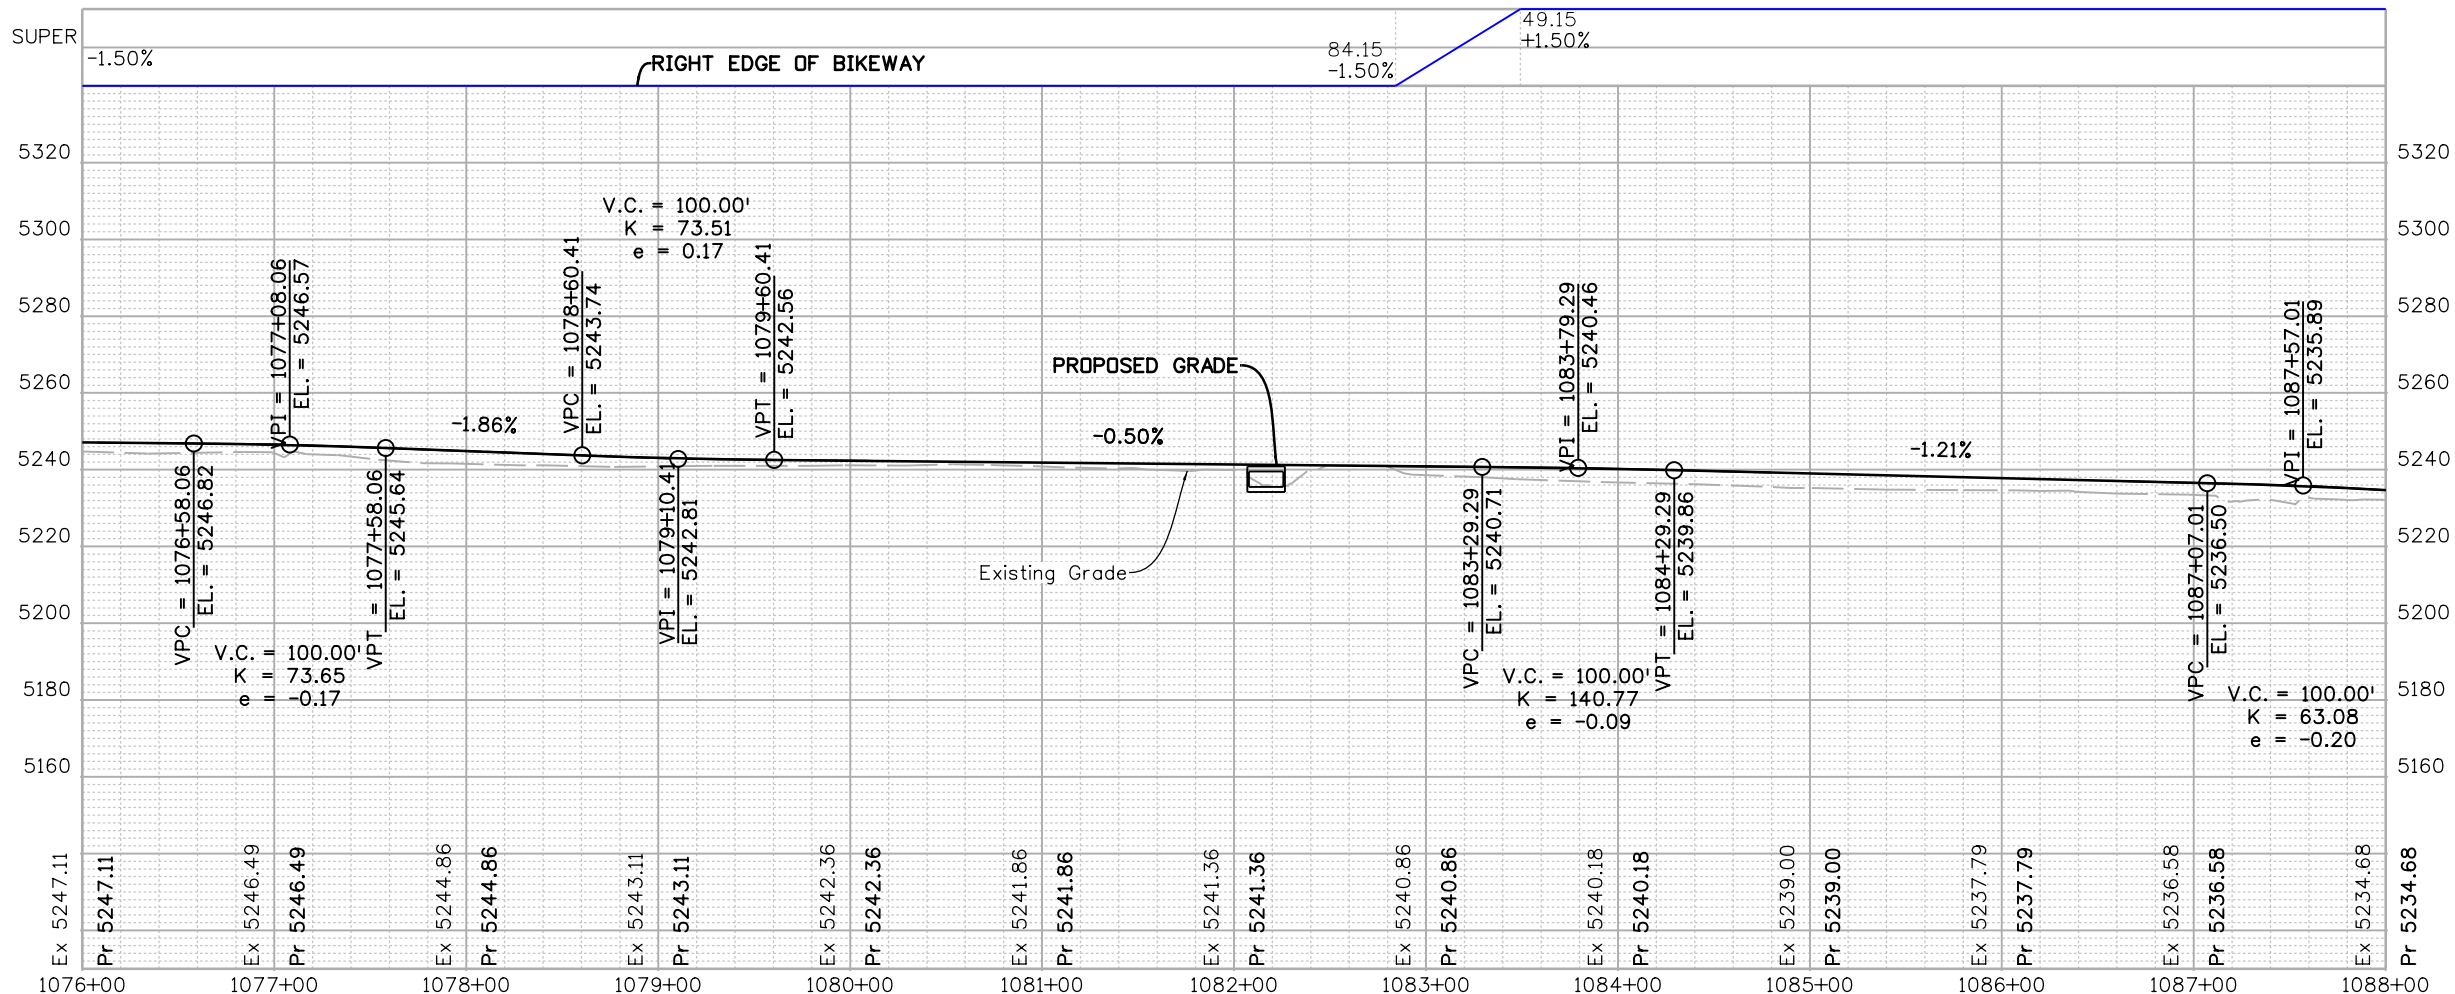 SUPER
-1.50%
RIGHT EDGE OF BIKEWAY
84.15
-1.50%
49.15
+1.50%
5320
5300
5280
5260
5240
5220
5200
5180
5160
5320
5300
5280
5260
5240
5220
5200
5180
5160
VPC = 1076+58.06
EL. = 5246.82
VPI = 1077+08.06
EL. = 5246.57
VPT = 1077+58.06
EL. = 5245.64
V.C. = 100.00'
K = 73.65
e = -0.17
-1.86%
V.C. = 100.00'
K = 73.51
e = 0.17
VPC = 1078+60.41
EL. = 5243.74
VPI = 1079+10.41
EL. = 5242.81
VPT = 1079+60.41
EL. = 5242.56
PROPOSED GRADE
-0.50%
Existing Grade
VPC = 1083+29.29
EL. = 5240.71
VPI = 1083+79.29
EL. = 5240.46
VPT = 1084+29.29
EL. = 5239.86
V.C. = 100.00'
K = 140.77
e = -0.09
-1.21%
VPC = 1087+07.01
EL. = 5236.50
VPI = 1087+57.01
EL. = 5235.89
V.C. = 100.00'
K = 63.08
e = -0.20
Ex 5247.11
Pr 5247.11
Ex 5246.49
Pr 5246.49
Ex 5244.86
Pr 5244.86
Ex 5243.11
Pr 5243.11
Ex 5242.36
Pr 5242.36
Ex 5241.86
Pr 5241.86
Ex 5241.36
Pr 5241.36
Ex 5240.86
Pr 5240.86
Ex 5240.18
Pr 5240.18
Ex 5239.00
Pr 5239.00
Ex 5237.79
Pr 5237.79
Ex 5236.58
Pr 5236.58
Ex 5234.68
Pr 5234.68
1076+00
1077+00
1078+00
1079+00
1080+00
1081+00
1082+00
1083+00
1084+00
1085+00
1086+00
1087+00
1088+00